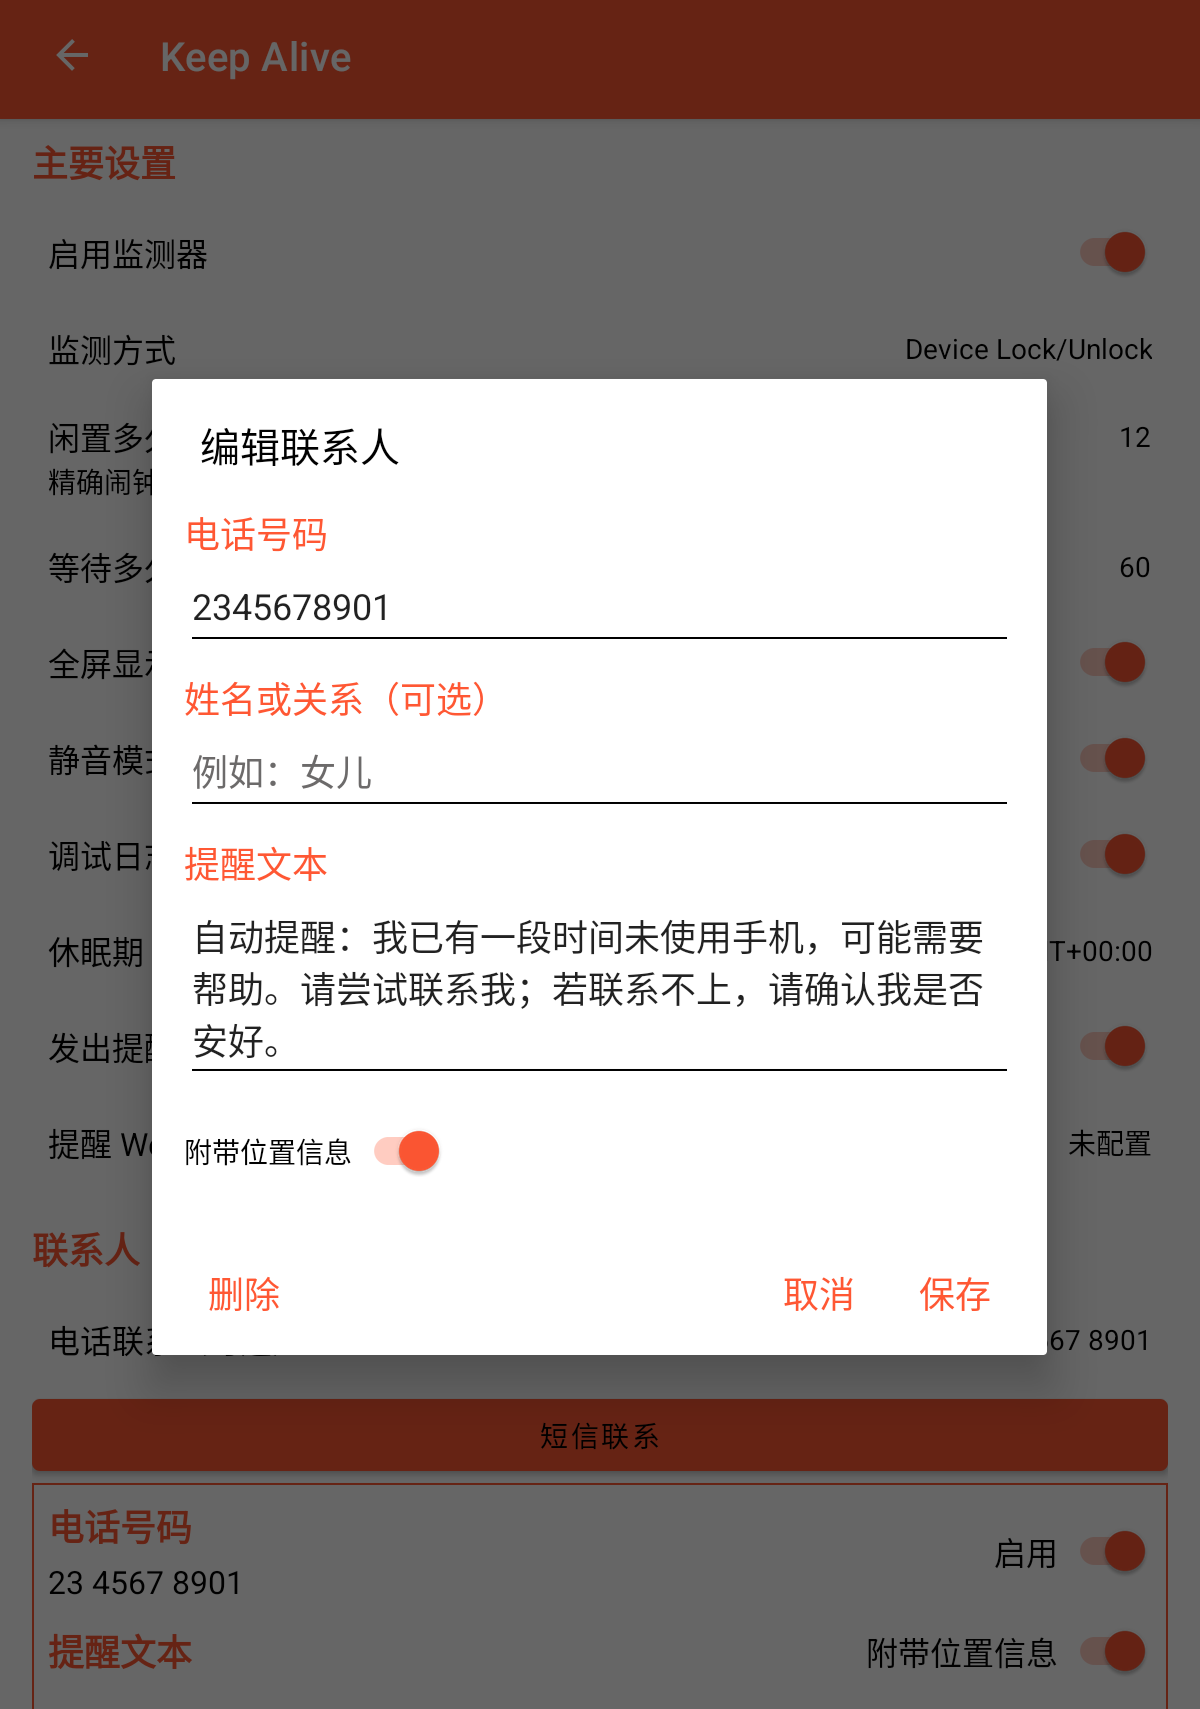 Keep Alive
主要设置
启用监测器
监测方式
Device Lock/Unlock
闲置多
12
精确闹钟
等待多
60
全屏显
静音模
调试日
休眠期
T+00:00
发出提
提醒 W
未配置
联系人
电话联
67 8901
编辑联系人
电话号码
2345678901
姓名或关系（可选）
例如：女儿
提醒文本
自动提醒：我已有一段时间未使用手机，可能需要
帮助。请尝试联系我；若联系不上，请确认我是否
安好。
附带位置信息
删除
取消
保存
短信联系
电话号码
启用
23 4567 8901
提醒文本
附带位置信息